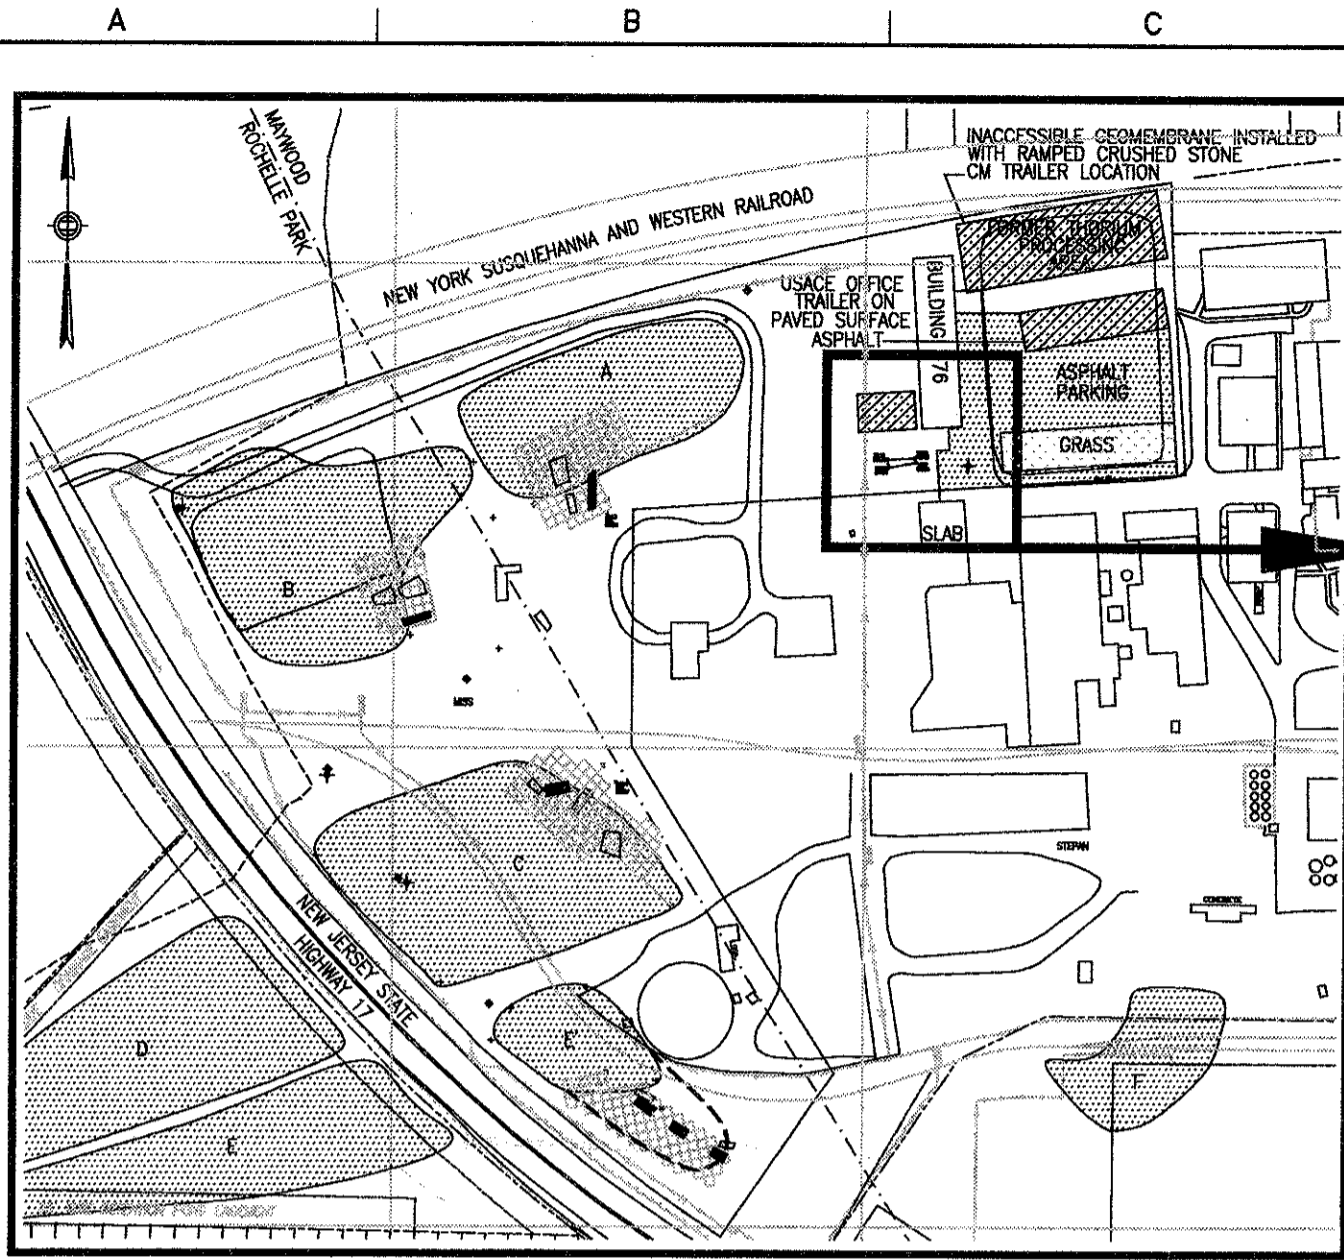 A
B
C
MAYWOOD
ROCHELLE PARK
INACCESSIBLE GEOMEMBRANE INSTALLED
WITH RAMPED CRUSHED STONE
CM TRAILER LOCATION
NEW YORK SUSQUEHANNA AND WESTERN RAILROAD
FORMER THORIUM
PROCESSING
AREA
USACE OFFICE
TRAILER ON
PAVED SURFACE
ASPHALT
BUILDING 76
ASPHALT
PARKING
GRASS
SLAB
A
B
MISS
C
STEPAN
CONCRETE
NEW JERSEY STATE
HIGHWAY 17
D
E
E
F